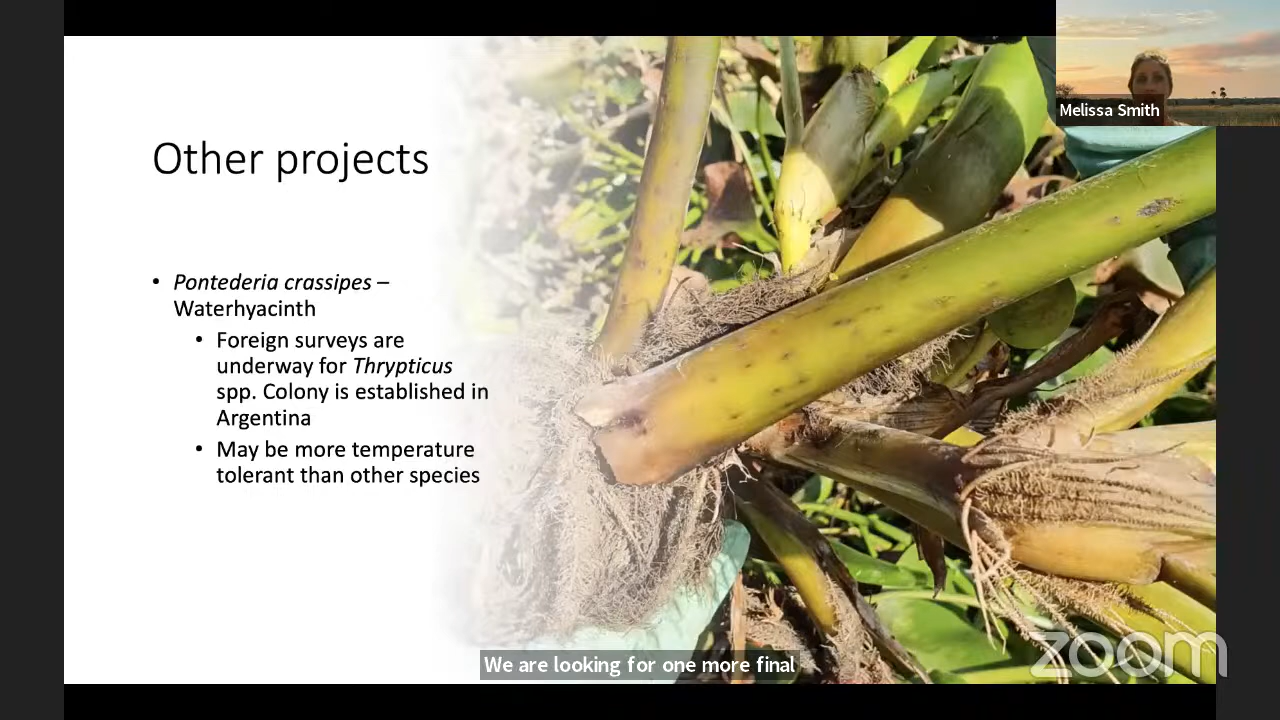 Melissa Smith
Other projects
• Pontederia crassipes –
Waterhyacinth
• Foreign surveys are
underway for Thrypticus
spp. Colony is established in
Argentina
• May be more temperature
tolerant than other species
We are looking for one more final
zoom